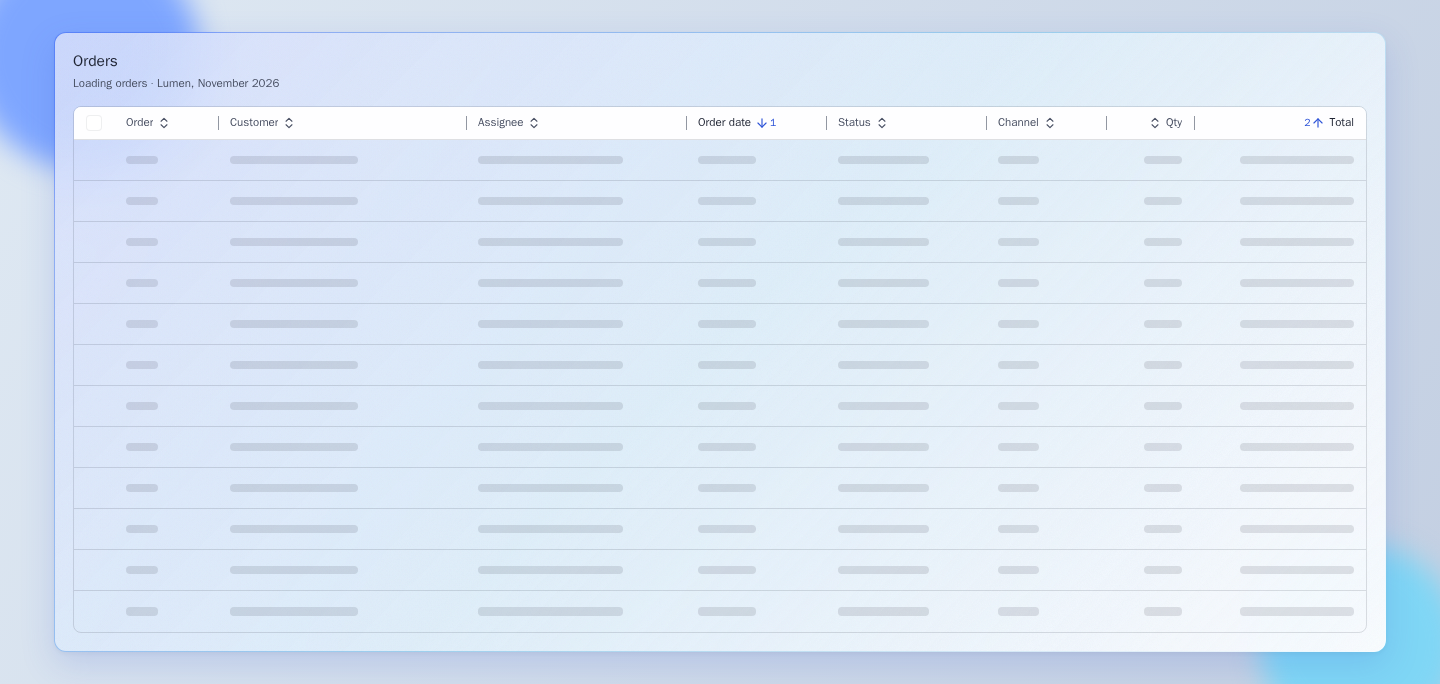 Orders
Loading orders · Lumen, November 2026
Order Customer Assignee Order date 1 Status Channel Qty 2 Total